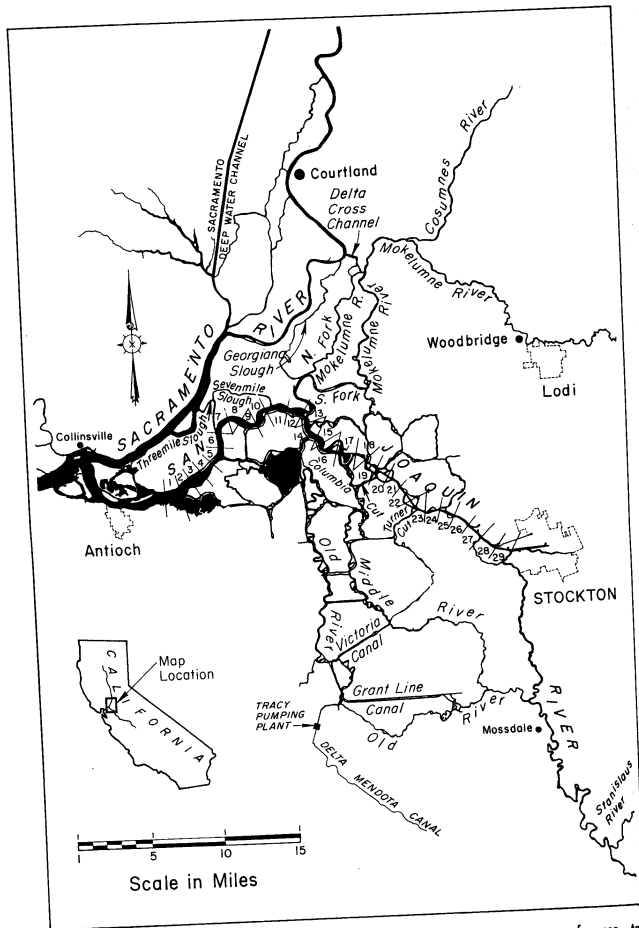 SACRAMENTO
DEEP WATER CHANNEL
Courtland
Delta
Cross
Channel
Cosumnes River
Mokelumne
River
Mokelumne River
SACRAMENTO RIVER
Georgiana
Slough
N. Fork
Mokelumne R.
Woodbridge
Lodi
Sevenmile
Slough
S. Fork
Collinsville
Threemile Slough
SAN JOAQUIN
1 2 3 4 5 6 7 8 9 10 11 12 13 14 15 16 17 18 19 20 21 22 23 24 25 26 27 28 29
Columbia
Cut
Turner
Cut
Antioch
STOCKTON
Old
River
Middle
River
Victoria
Canal
Grant Line
Canal
Old River
RIVER
Mossdale
Stanislaus
River
TRACY
PUMPING
PLANT
DELTA MENDOTA CANAL
CALIFORNIA
Map
Location
1 5 10 15
Scale in Miles